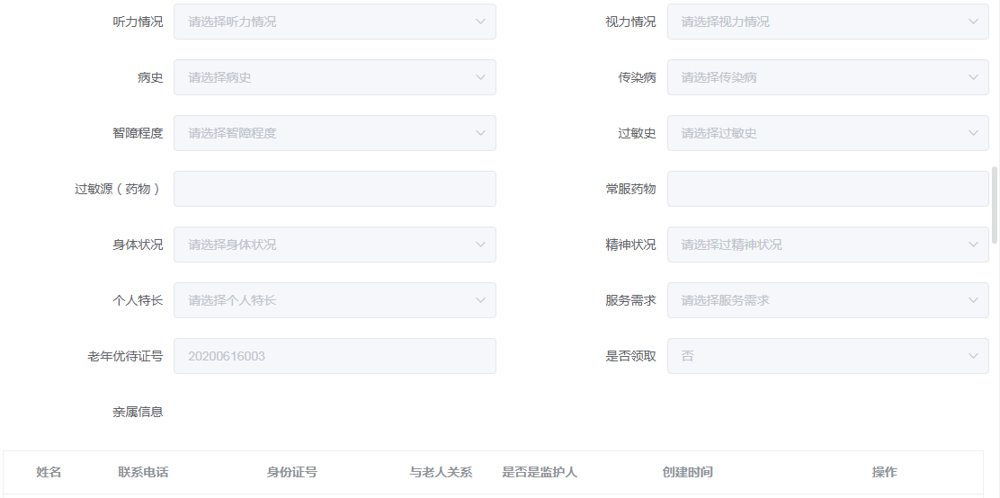 听力情况 请选择听力情况 视力情况 请选择视力情况
病史 请选择病史 传染病 请选择传染病
智障程度 请选择智障程度 过敏史 请选择过敏史
过敏源（药物） 常服药物
身体状况 请选择身体状况 精神状况 请选择过精神状况
个人特长 请选择个人特长 服务需求 请选择服务需求
老年优待证号 20200616003 是否领取 否
亲属信息
姓名 联系电话 身份证号 与老人关系 是否是监护人 创建时间 操作